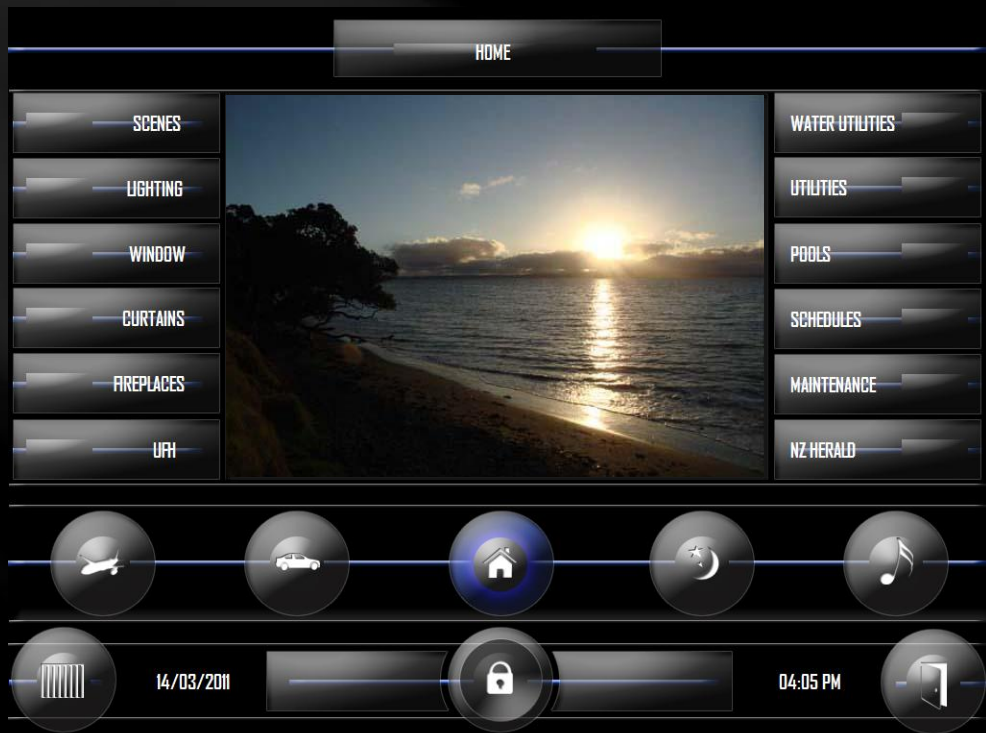 HOME
SCENES
LIGHTING
WINDOW
CURTAINS
FIREPLACES
UFH
WATER UTILITIES
UTILITIES
POOLS
SCHEDULES
MAINTENANCE
NZ HERALD
14/03/2011
04:05 PM